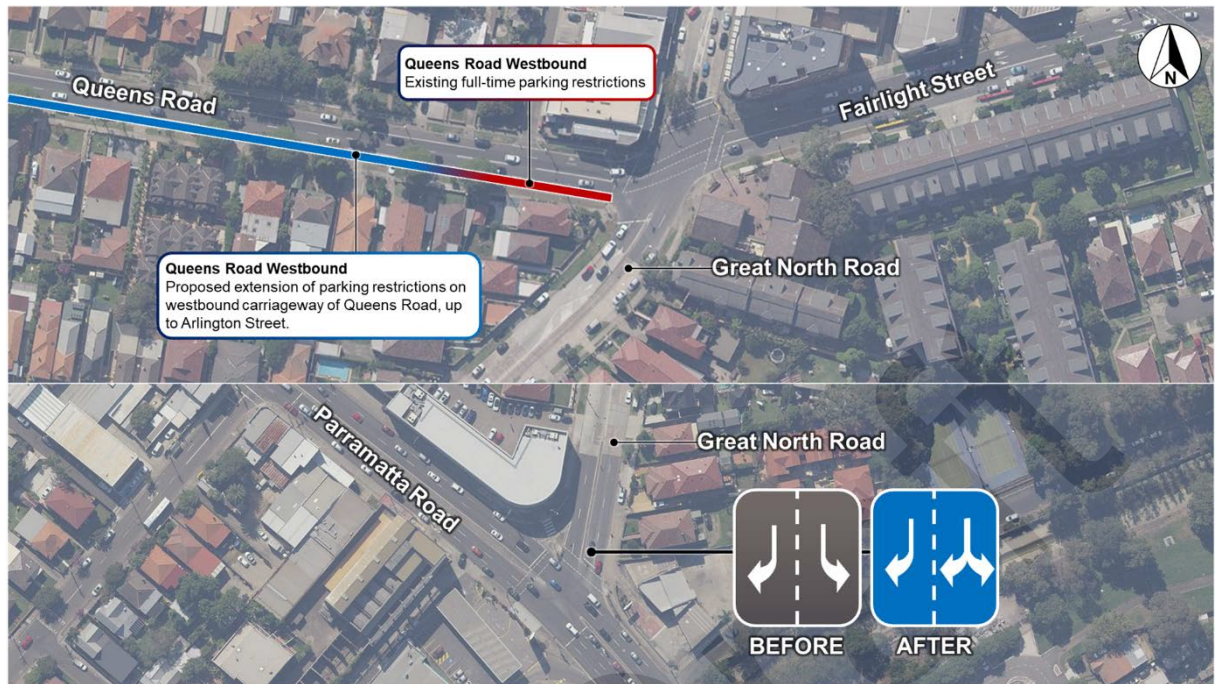 Queens Road
Queens Road Westbound
Existing full-time parking restrictions
Fairlight Street
N
Queens Road Westbound
Proposed extension of parking restrictions on
westbound carriageway of Queens Road, up
to Arlington Street.
Great North Road
Parramatta Road
Great North Road
BEFORE
AFTER